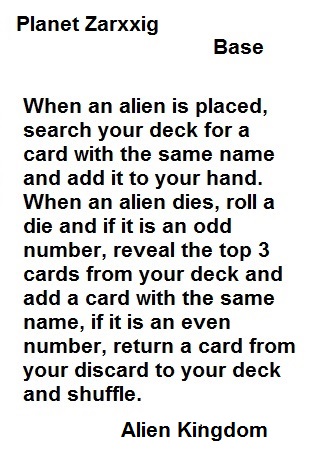 Planet Zarxxig
Base
When an alien is placed,
search your deck for a
card with the same name
and add it to your hand.
When an alien dies, roll a
die and if it is an odd
number, reveal the top 3
cards from your deck and
add a card with the same
name, if it is an even
number, return a card from
your discard to your deck
and shuffle.
Alien Kingdom